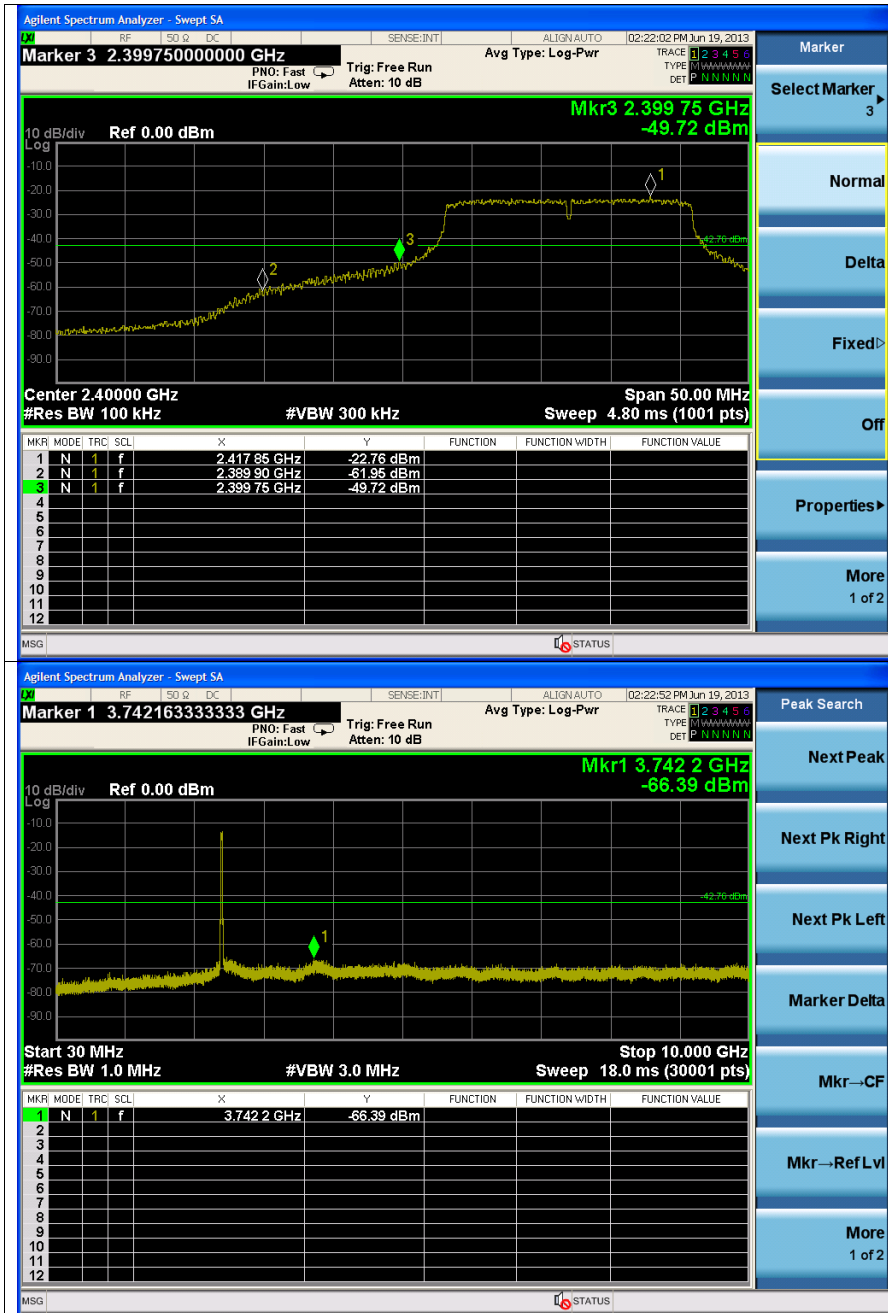 Agilent Spectrum Analyzer - Swept SA
LXI RF 50 Ω DC SENSE:INT ALIGN AUTO 02:22:02 PM Jun 19, 2013
Marker 3 2.399750000000 GHz
PNO: Fast
IFGain:Low
Trig: Free Run
Atten: 10 dB
Avg Type: Log-Pwr
TRACE 1 2 3 4 5 6
TYPE M WWWWW
DET P N N N N N
Mkr3 2.399 75 GHz
-49.72 dBm
10 dB/div Ref 0.00 dBm
Log
-10.0
-20.0
-30.0
-40.0
-50.0
-60.0
-70.0
-80.0
-90.0
1
2
3
-42.76 dBm
Center 2.40000 GHz Span 50.00 MHz
#Res BW 100 kHz #VBW 300 kHz Sweep 4.80 ms (1001 pts)
MKR MODE TRC SCL X Y FUNCTION FUNCTION WIDTH FUNCTION VALUE
1 N 1 f 2.417 85 GHz -22.76 dBm
2 N 1 f 2.389 90 GHz -61.95 dBm
3 N 1 f 2.399 75 GHz -49.72 dBm
4
5
6
7
8
9
10
11
12
MSG STATUS
Marker
Select Marker
3
Normal
Delta
Fixed
Off
Properties
More
1 of 2
Agilent Spectrum Analyzer - Swept SA
LXI RF 50 Ω DC SENSE:INT ALIGN AUTO 02:22:52 PM Jun 19, 2013
Marker 1 3.742163333333 GHz
PNO: Fast
IFGain:Low
Trig: Free Run
Atten: 10 dB
Avg Type: Log-Pwr
TRACE 1 2 3 4 5 6
TYPE M WWWWW
DET P N N N N N
Mkr1 3.742 2 GHz
-66.39 dBm
10 dB/div Ref 0.00 dBm
Log
-10.0
-20.0
-30.0
-40.0
-50.0
-60.0
-70.0
-80.0
-90.0
1
-42.76 dBm
Start 30 MHz Stop 10.000 GHz
#Res BW 1.0 MHz #VBW 3.0 MHz Sweep 18.0 ms (30001 pts)
MKR MODE TRC SCL X Y FUNCTION FUNCTION WIDTH FUNCTION VALUE
1 N 1 f 3.742 2 GHz -66.39 dBm
2
3
4
5
6
7
8
9
10
11
12
MSG STATUS
Peak Search
Next Peak
Next Pk Right
Next Pk Left
Marker Delta
Mkr→CF
Mkr→Ref Lvl
More
1 of 2